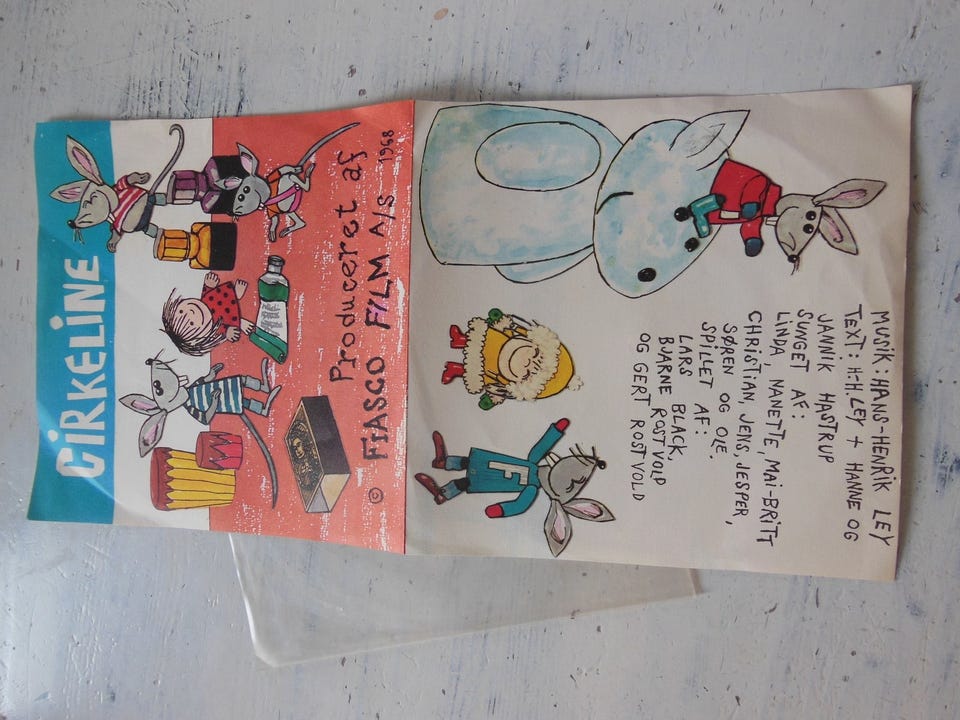 CiRKELiNE
Produceret af
© FIASCO FILM A/S 1968
MUSIK: HANS-HENRIK LEY
TEXT: H-H. LEY + HANNE OG
JANNIK HASTRUP
SUNGET AF:
LINDA, NANETTE, MAi-BRiTT
CHRiSTiAN, JENS, JESPER,
SØREN OG OLE.
SPiLLET AF:
LARS BLACK,
BJARNE ROSTVOLD
OG GERT ROSTVOLD
F